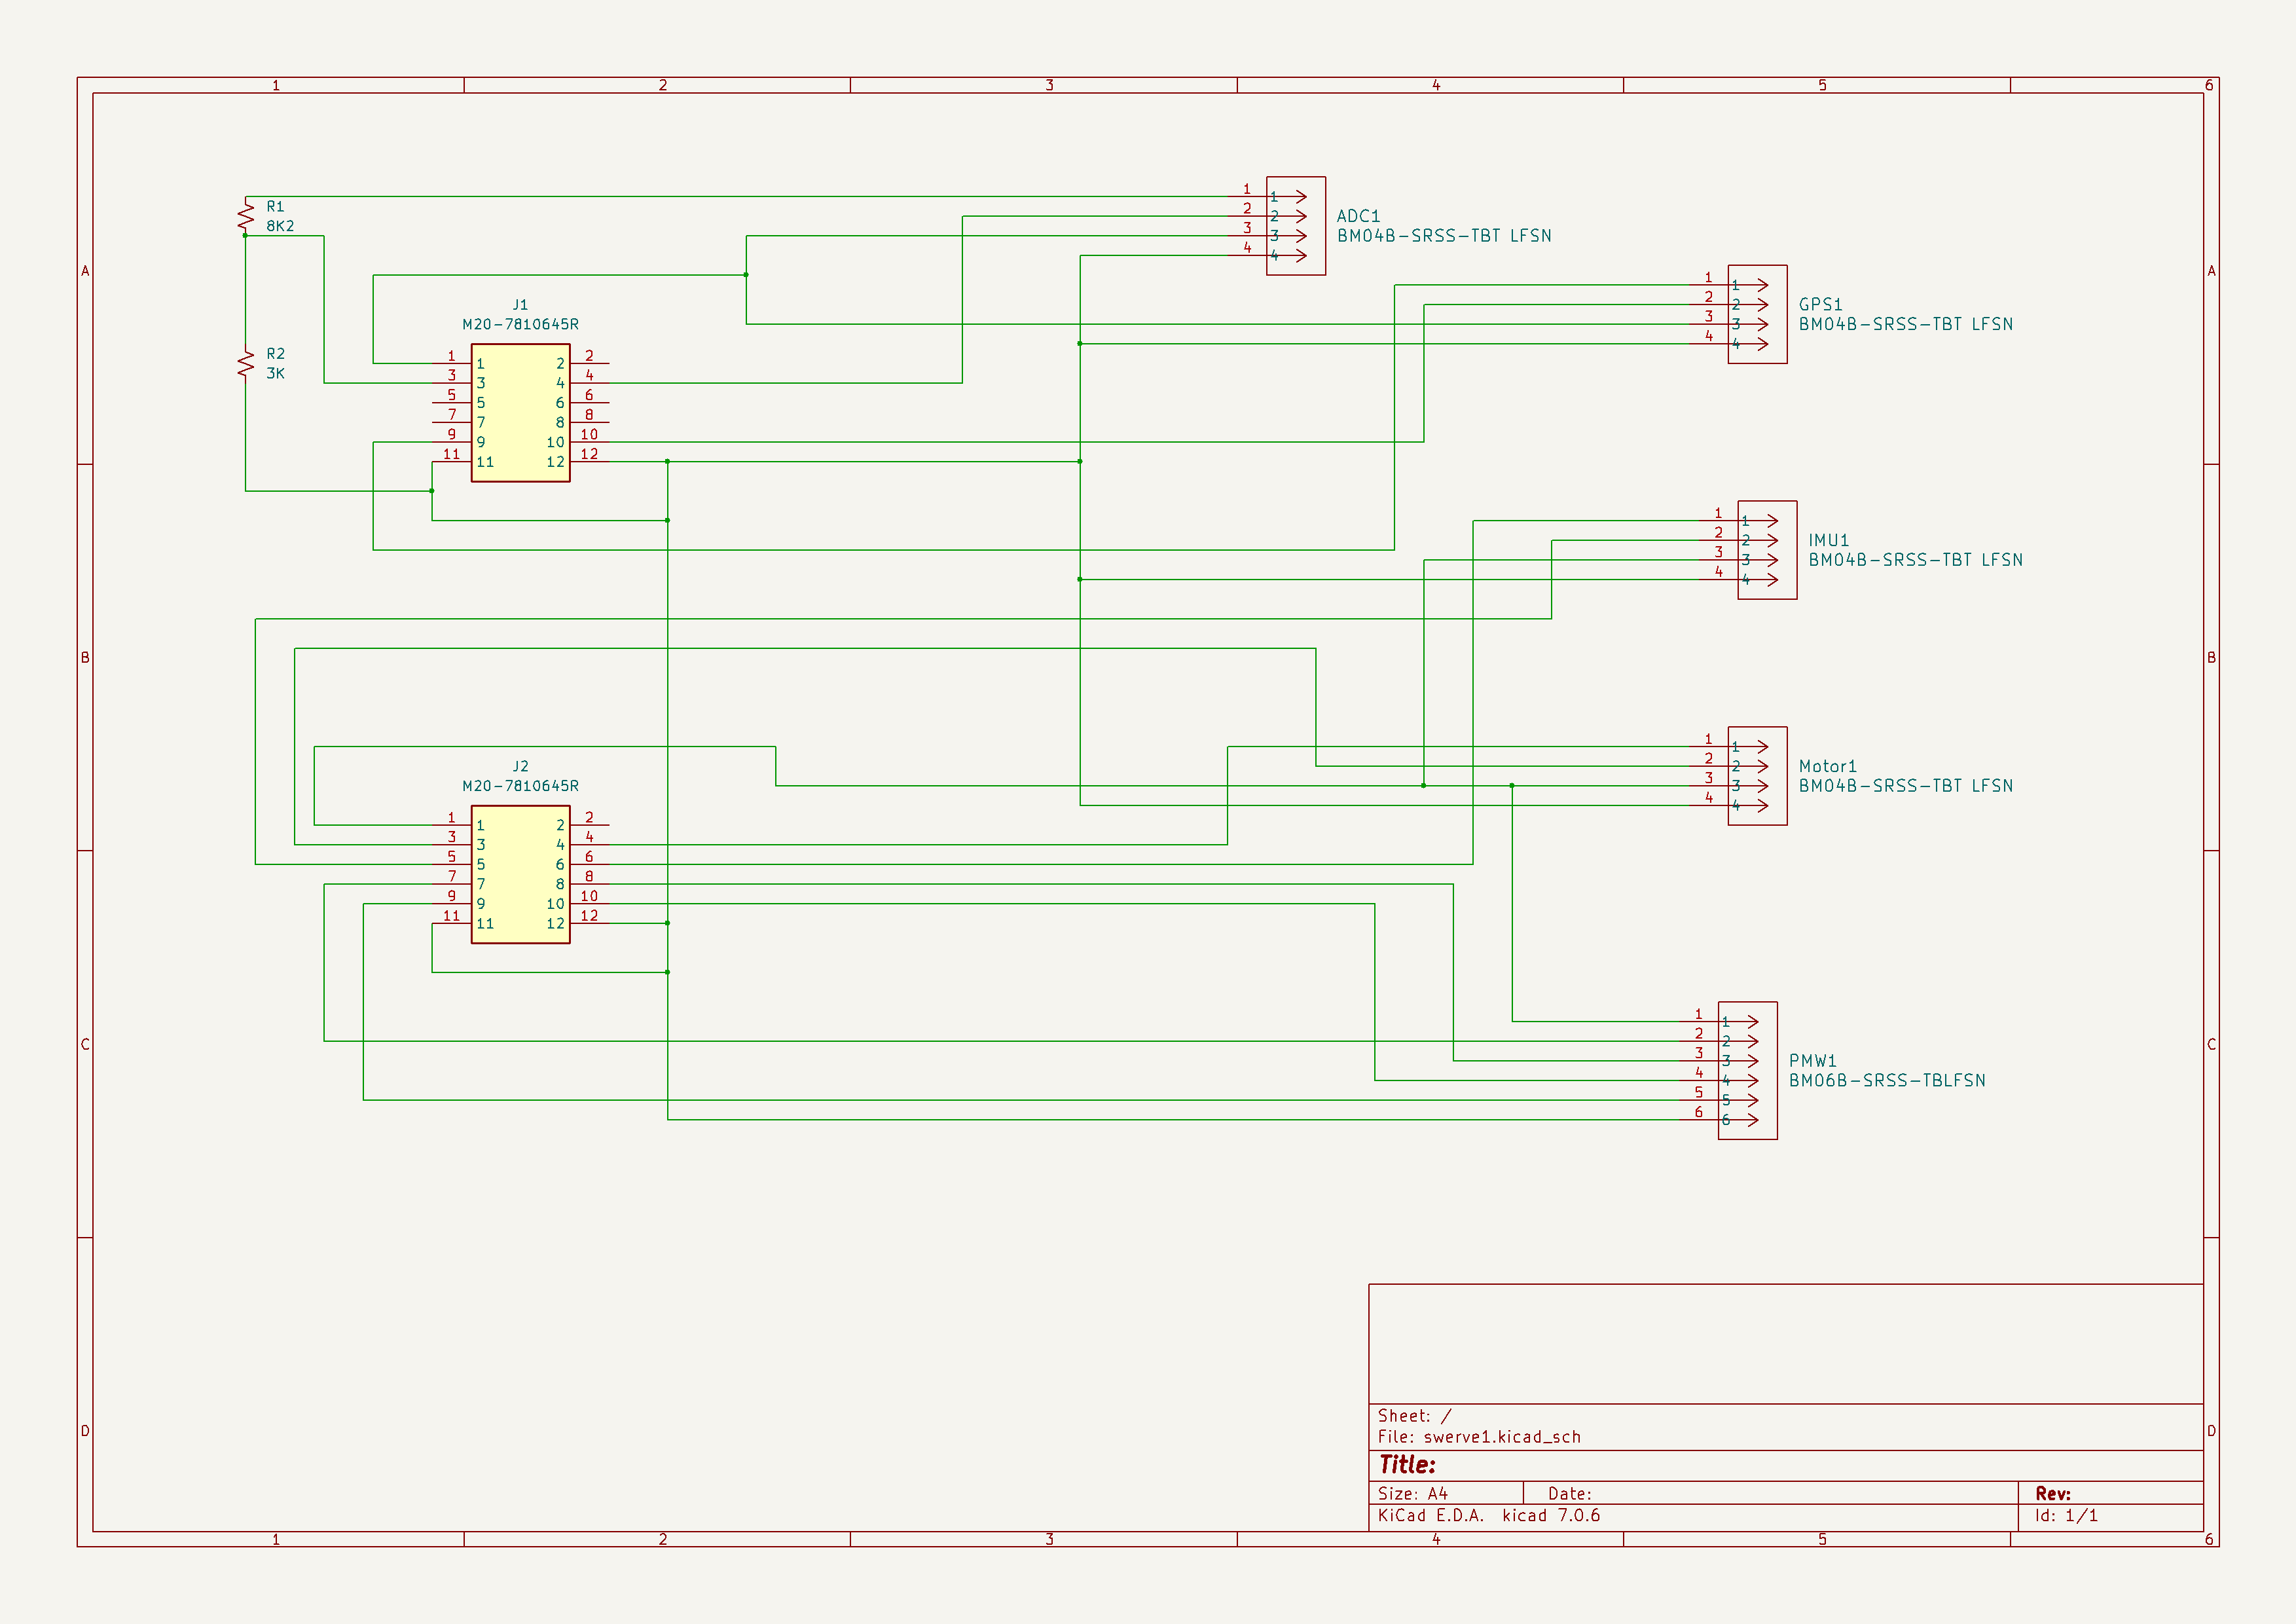 1 2 3 4 5 6
A A
B B
C C
D D
1 2 3 4 5 6
R1
8K2
R2
3K
J1
M20-7810645R
1 1 2 2
3 3 4 4
5 5 6 6
7 7 8 8
9 9 10 10
11 11 12 12
1 1
2 2
3 3
4 4
ADC1
BM04B-SRSS-TBT LFSN
1 1
2 2
3 3
4 4
GPS1
BM04B-SRSS-TBT LFSN
1 1
2 2
3 3
4 4
IMU1
BM04B-SRSS-TBT LFSN
J2
M20-7810645R
1 1 2 2
3 3 4 4
5 5 6 6
7 7 8 8
9 9 10 10
11 11 12 12
1 1
2 2
3 3
4 4
Motor1
BM04B-SRSS-TBT LFSN
1 1
2 2
3 3
4 4
5 5
6 6
PMW1
BM06B-SRSS-TBLFSN
Sheet: /
File: swerve1.kicad_sch
Title:
Size: A4 Date: Rev:
KiCad E.D.A. kicad 7.0.6 Id: 1/1